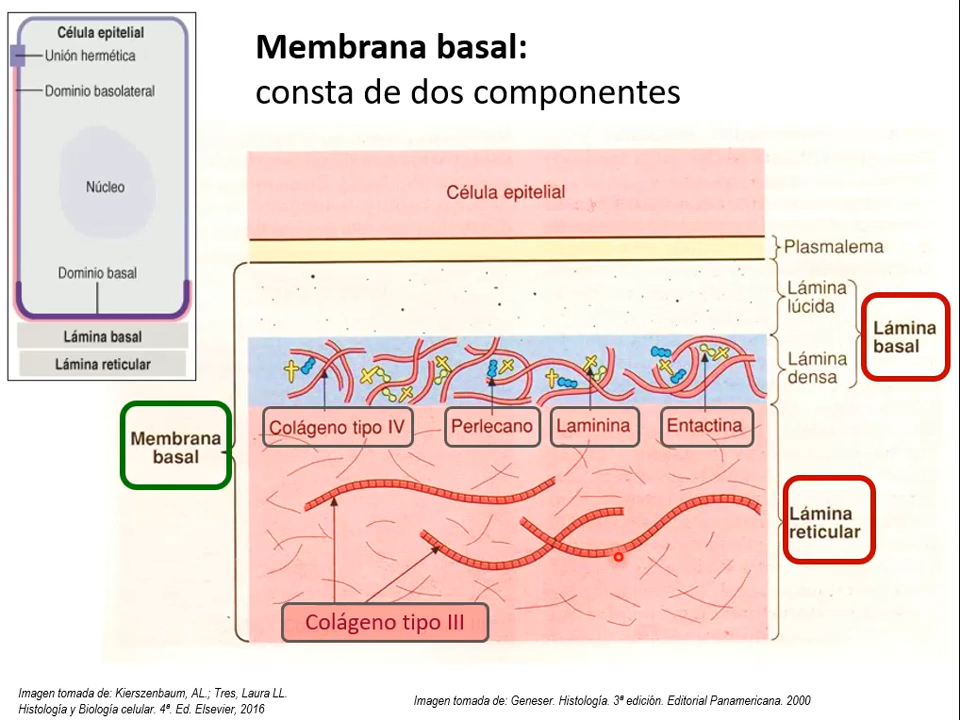 Célula epitelial
Unión hermética
Dominio basolateral
Núcleo
Dominio basal
Lámina basal
Lámina reticular
Membrana basal:
consta de dos componentes
Célula epitelial
Plasmalema
Lámina
lúcida
Lámina
densa
Lámina
basal
Colágeno tipo IV
Perlecano
Laminina
Entactina
Membrana
basal
Lámina
reticular
Colágeno tipo III
Imagen tomada de: Kierszenbaum, AL.; Tres, Laura LL.
Histología y Biología celular. 4ª. Ed. Elsevier, 2016
Imagen tomada de: Geneser. Histología. 3ª edición. Editorial Panamericana. 2000